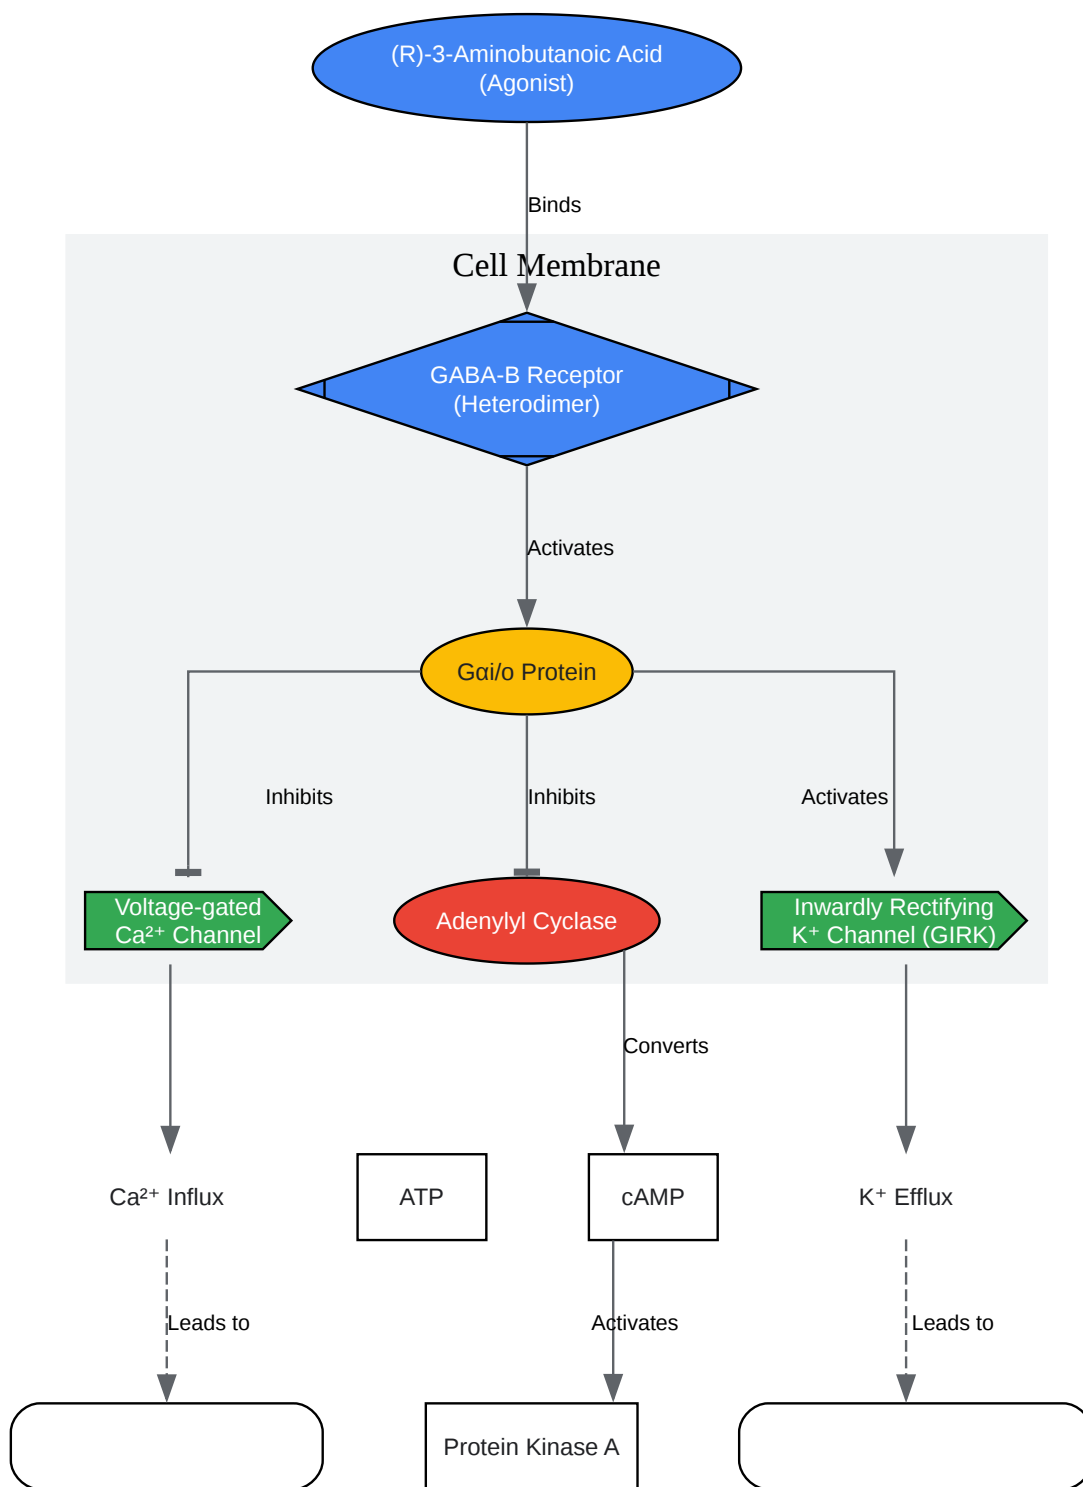 (R)-3-Aminobutanoic Acid
(Agonist)
Binds
Cell Membrane
GABA-B Receptor
(Heterodimer)
Activates
Gαi/o Protein
Inhibits
Inhibits
Activates
Voltage-gated
Ca²⁺ Channel
Adenylyl Cyclase
Inwardly Rectifying
K⁺ Channel (GIRK)
Converts
Ca²⁺ Influx
ATP
cAMP
K⁺ Efflux
Leads to
Activates
Leads to
Protein Kinase A